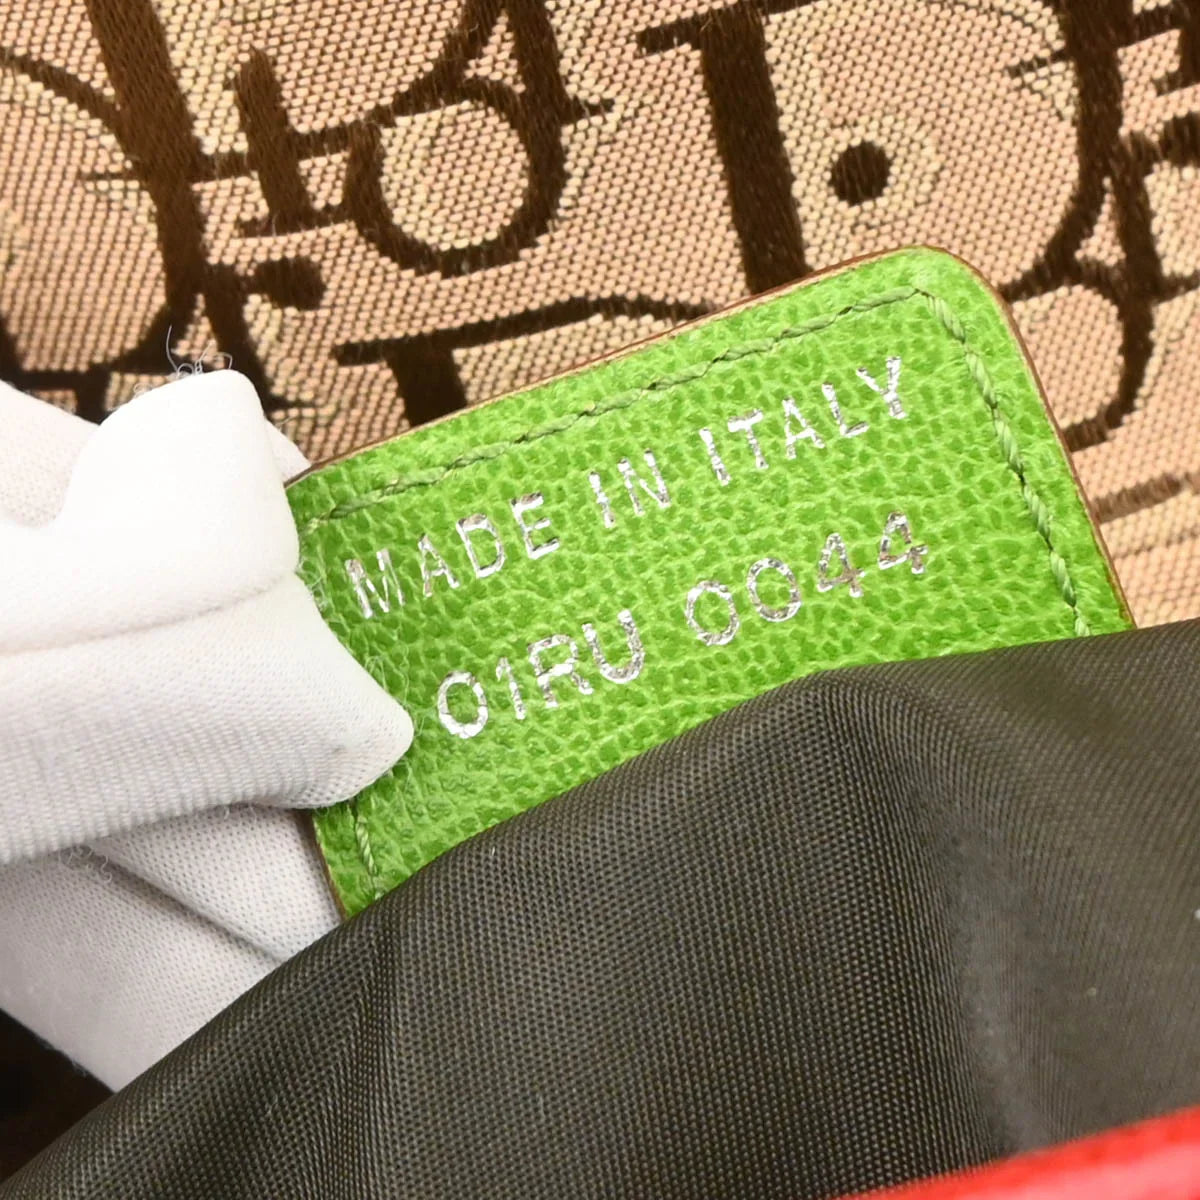 MADE IN ITALY
01RU 0044